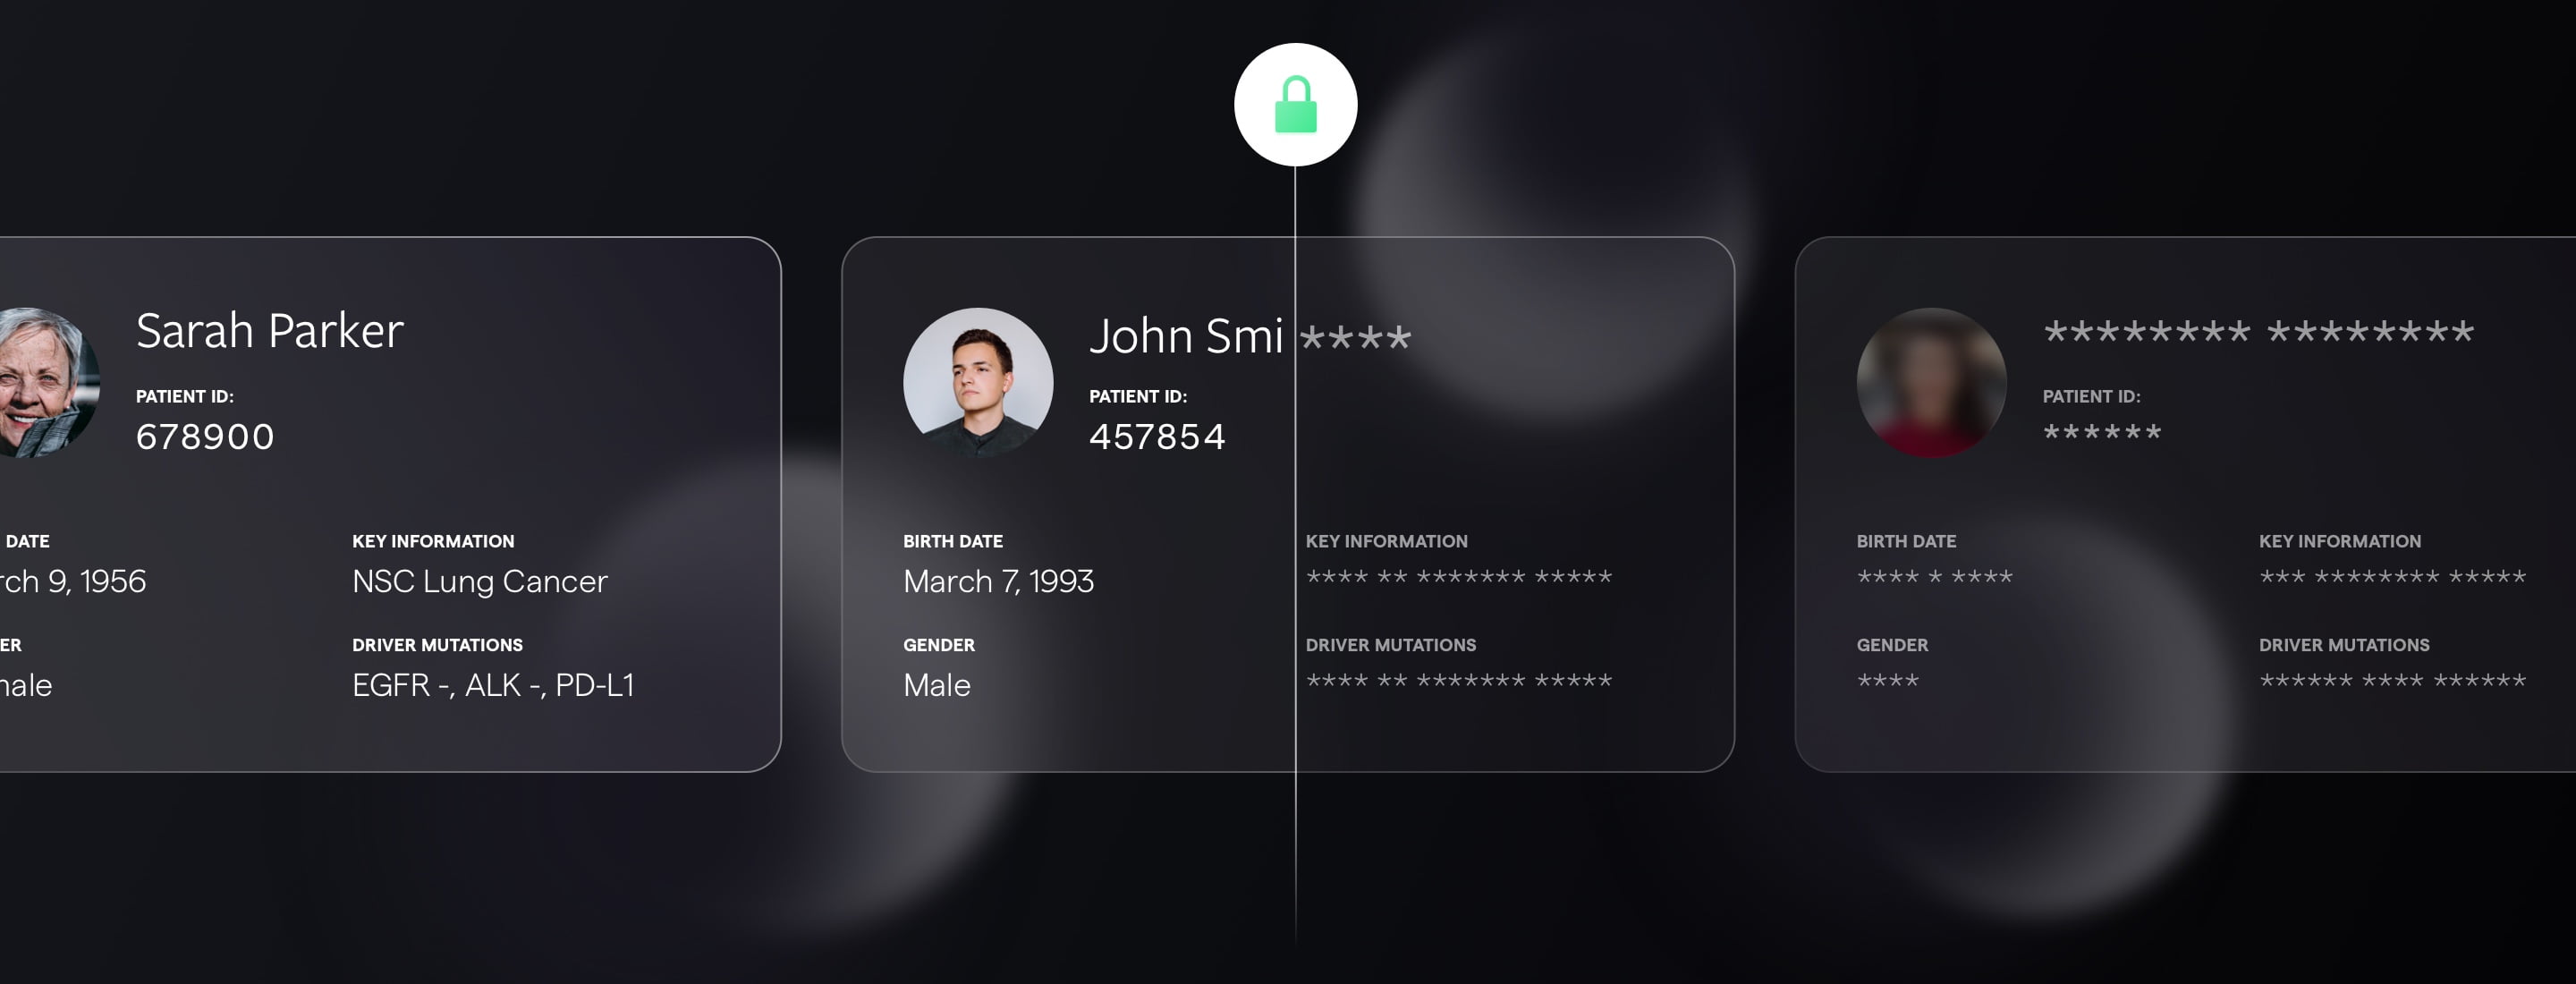 Sarah Parker
PATIENT ID:
678900
DATE
rch 9, 1956
ER
nale
KEY INFORMATION
NSC Lung Cancer
DRIVER MUTATIONS
EGFR -, ALK -, PD-L1
John Smi ****
PATIENT ID:
457854
BIRTH DATE
March 7, 1993
GENDER
Male
KEY INFORMATION
**** ** ******* *****
DRIVER MUTATIONS
**** ** ******* *****
******** ********
PATIENT ID:
******
BIRTH DATE
**** * ****
GENDER
****
KEY INFORMATION
*** ******** *****
DRIVER MUTATIONS
****** **** ******